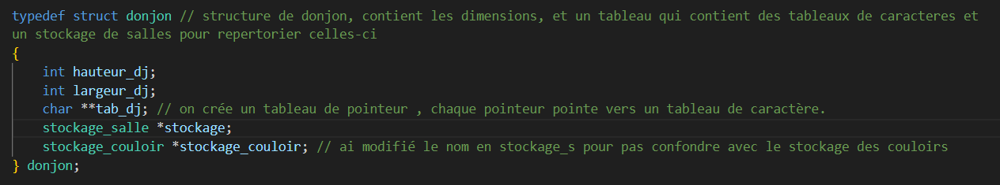 typedef struct donjon // structure de donjon, contient les dimensions, et un tableau qui contient des tableaux de caracteres et
un stockage de salles pour repertorier celles-ci
{
    int hauteur_dj;
    int largeur_dj;
    char **tab_dj; // on crée un tableau de pointeur , chaque pointeur pointe vers un tableau de caractère.
    stockage_salle *stockage;
    stockage_couloir *stockage_couloir; // ai modifié le nom en stockage_s pour pas confondre avec le stockage des couloirs
} donjon;